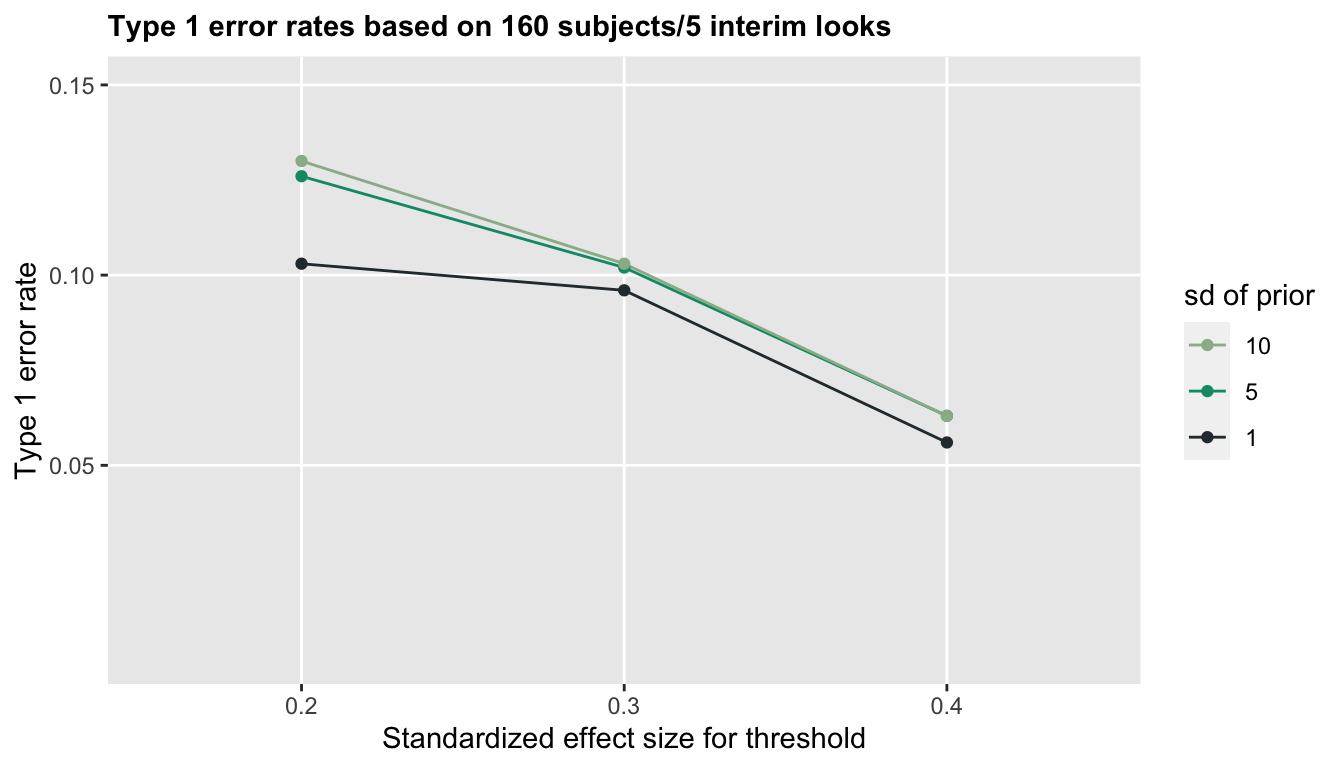 Type 1 error rates based on 160 subjects/5 interim looks
0.15
0.10
0.05
Type 1 error rate
0.2
0.3
0.4
Standardized effect size for threshold
sd of prior
10
5
1